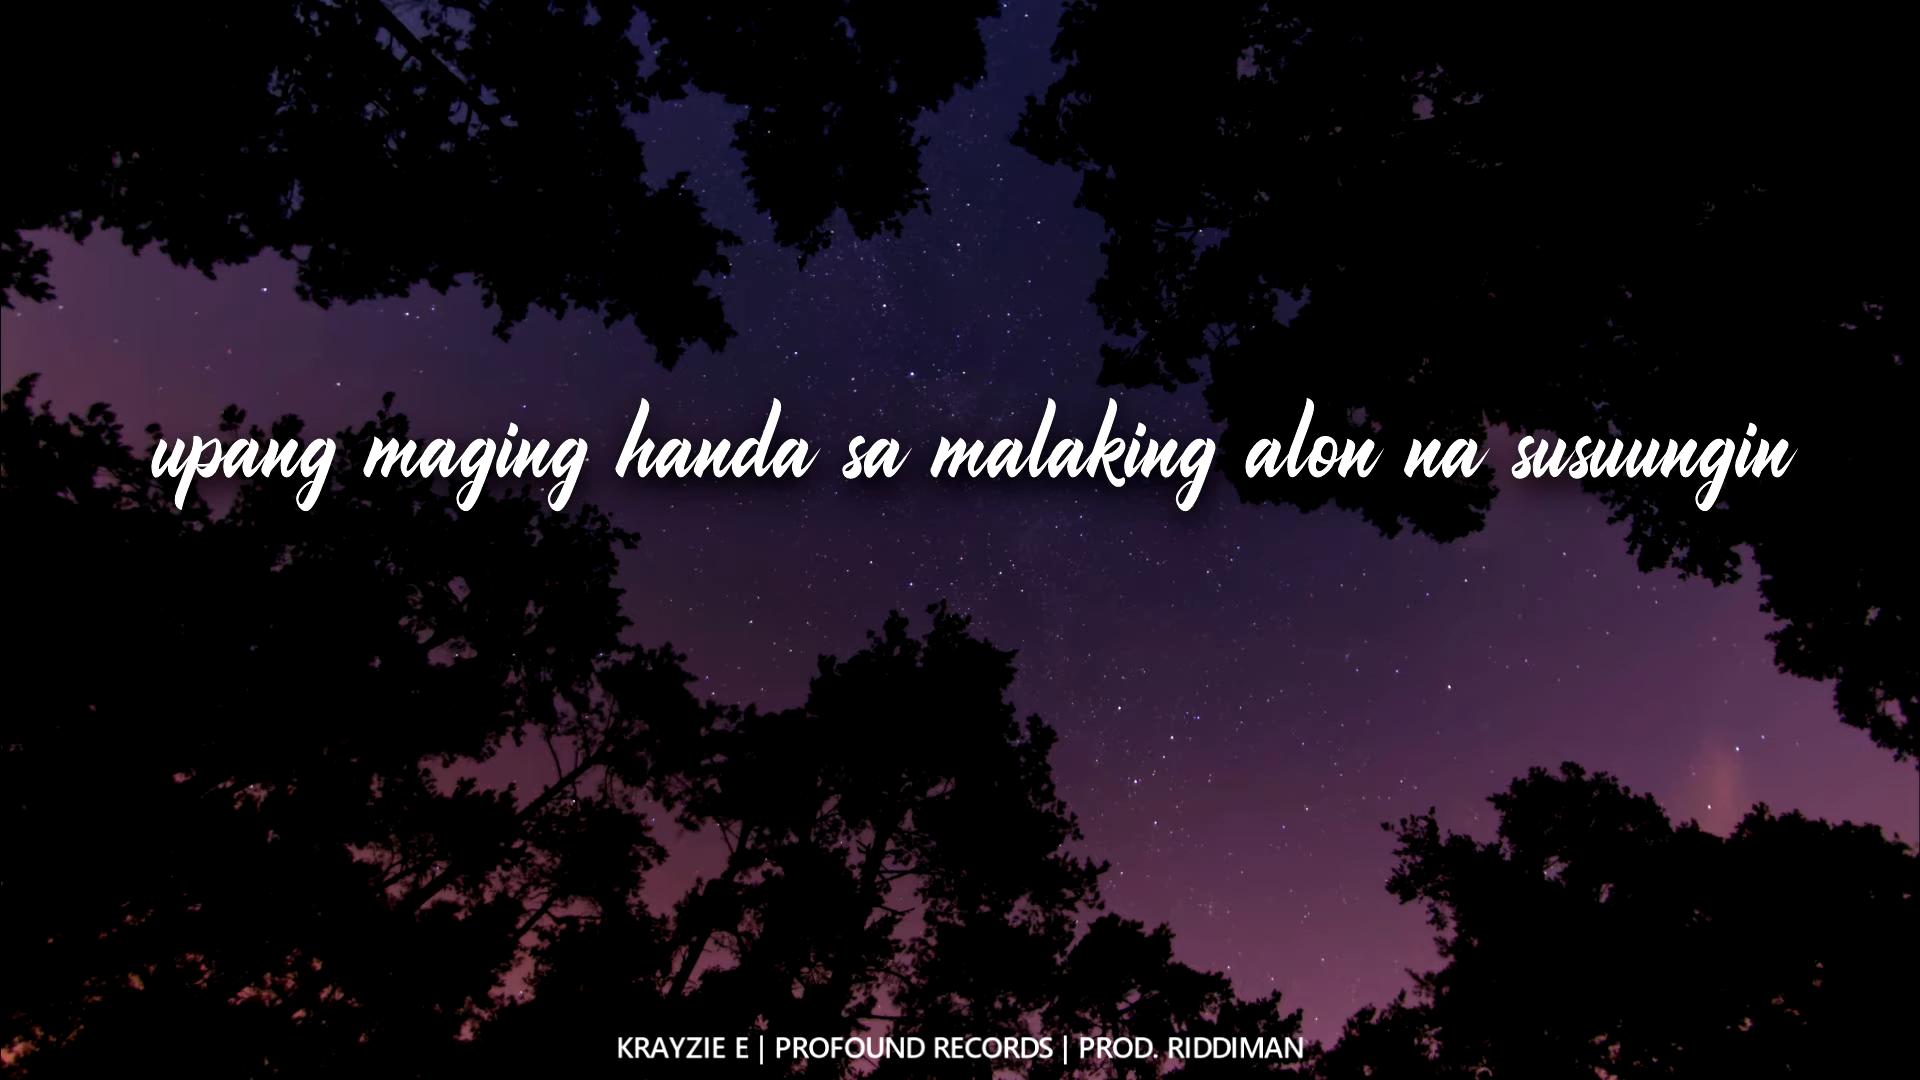 upang maging handa sa malaking alon na susuungin
KRAYZIE E | PROFOUND RECORDS | PROD. RIDDIMAN